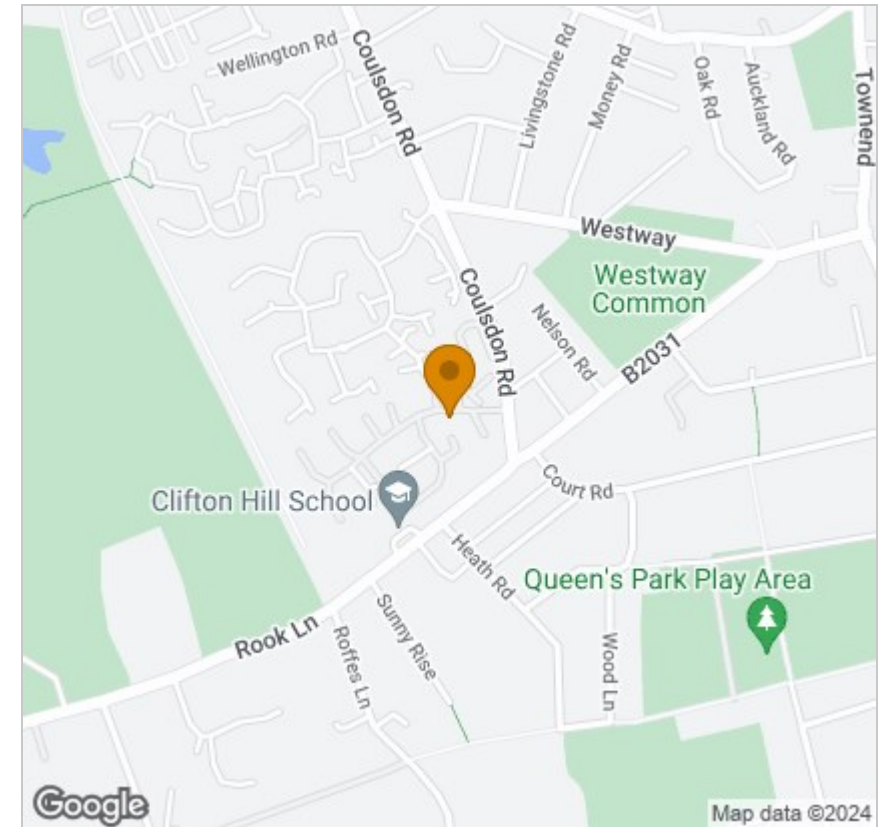 Wellington Rd
Coulsdon Rd
Livingstone Rd
Money Rd
Oak Rd
Auckland Rd
Townend
Westway
Westway
Common
Coulsdon Rd
Nelson Rd
B2031
Clifton Hill School
Court Rd
Heath Rd
Queen's Park Play Area
Rook Ln
Roffes Ln
Sunny Rise
Wood Ln
Google
Map data ©2024